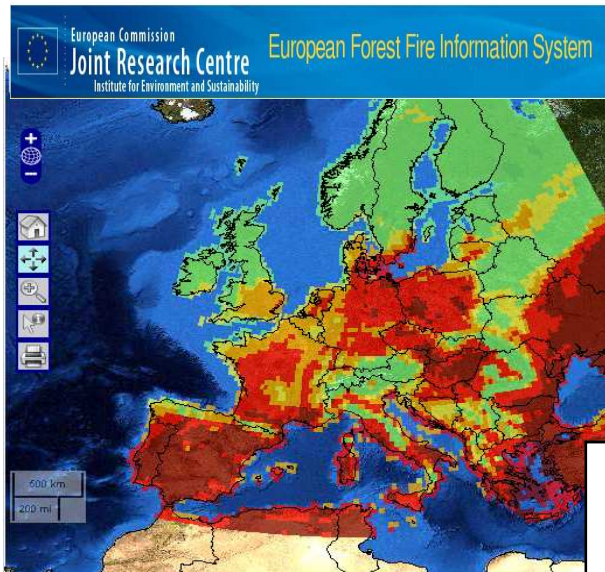 European Commission
Joint Research Centre
Institute for Environment and Sustainability
European Forest Fire Information System
500 km
200 mi